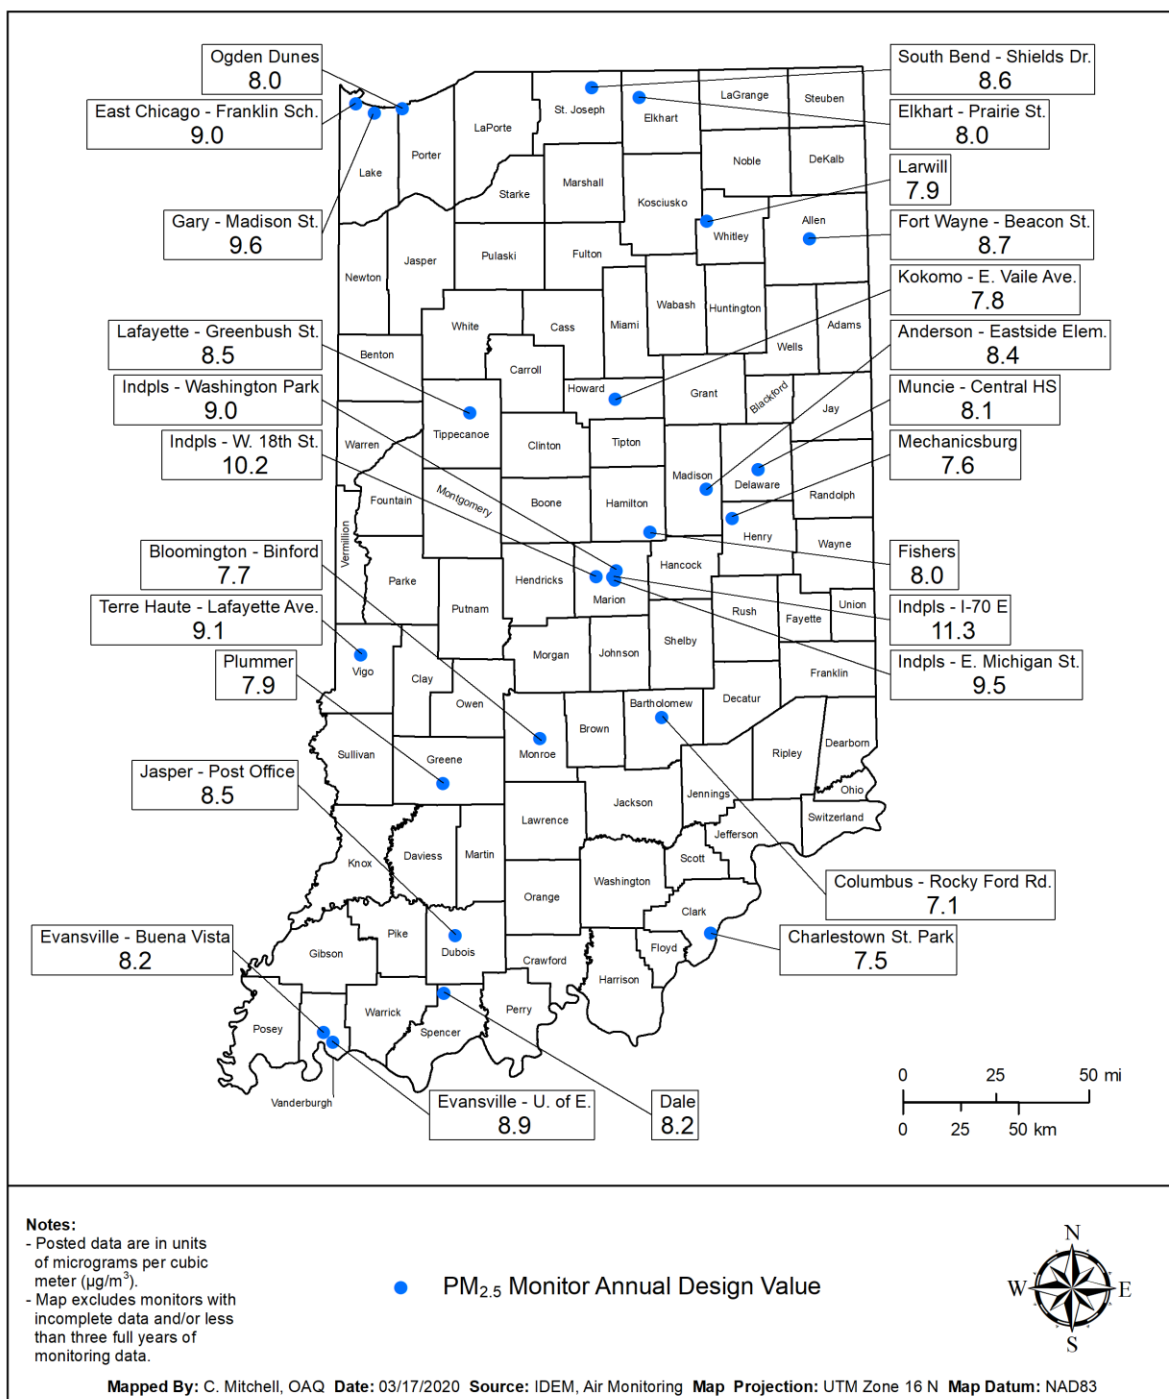 Ogden Dunes
8.0
South Bend - Shields Dr.
8.6
East Chicago - Franklin Sch.
9.0
Elkhart - Prairie St.
8.0
Larwill
7.9
Gary - Madison St.
9.6
Fort Wayne - Beacon St.
8.7
Kokomo - E. Vaile Ave.
7.8
Lafayette - Greenbush St.
8.5
Anderson - Eastside Elem.
8.4
Indpls - Washington Park
9.0
Muncie - Central HS
8.1
Indpls - W. 18th St.
10.2
Mechanicsburg
7.6
Bloomington - Binford
7.7
Fishers
8.0
Terre Haute - Lafayette Ave.
9.1
Indpls - I-70 E
11.3
Plummer
7.9
Indpls - E. Michigan St.
9.5
Jasper - Post Office
8.5
Columbus - Rocky Ford Rd.
7.1
Evansville - Buena Vista
8.2
Charlestown St. Park
7.5
Evansville - U. of E.
8.9
Dale
8.2
LaPorte
St. Joseph
Elkhart
LaGrange
Steuben
Lake
Porter
Noble
DeKalb
Starke
Marshall
Kosciusko
Whitley
Allen
Newton
Jasper
Pulaski
Fulton
Wabash
Huntington
Miami
White
Cass
Wells
Adams
Benton
Carroll
Howard
Grant
Blackford
Jay
Warren
Tippecanoe
Clinton
Tipton
Madison
Delaware
Randolph
Fountain
Montgomery
Boone
Hamilton
Henry
Wayne
Vermillion
Parke
Putnam
Hendricks
Marion
Hancock
Rush
Fayette
Union
Vigo
Clay
Owen
Morgan
Johnson
Shelby
Decatur
Franklin
Sullivan
Greene
Monroe
Brown
Bartholomew
Ripley
Dearborn
Ohio
Jennings
Jackson
Switzerland
Jefferson
Lawrence
Knox
Daviess
Martin
Scott
Washington
Orange
Clark
Floyd
Harrison
Gibson
Pike
Dubois
Crawford
Posey
Warrick
Spencer
Perry
Vanderburgh
0 25 50 mi
0 25 50 km
Notes:
- Posted data are in units
of micrograms per cubic
meter (µg/m³).
- Map excludes monitors with
incomplete data and/or less
than three full years of
monitoring data.
PM₂.₅ Monitor Annual Design Value
N
W E
S
Mapped By: C. Mitchell, OAQ Date: 03/17/2020 Source: IDEM, Air Monitoring Map Projection: UTM Zone 16 N Map Datum: NAD83